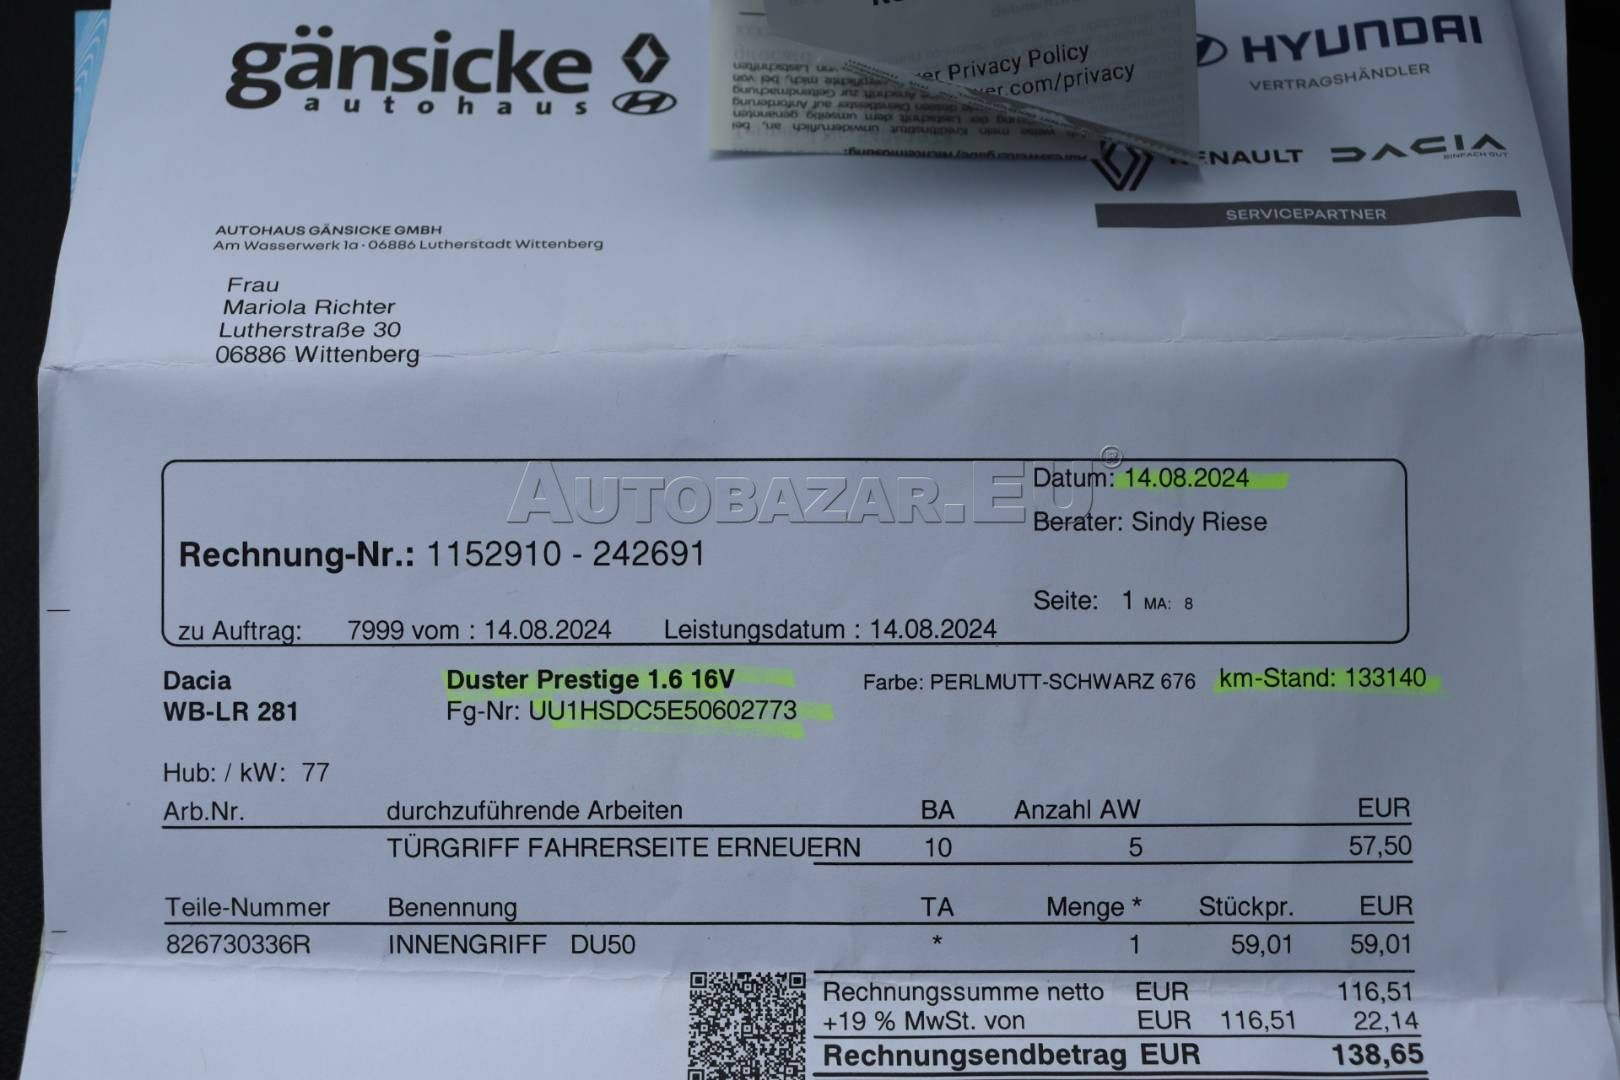 gänsicke
autohaus
Privacy Policy
.com/privacy
HYUNDAI
VERTRAGSHÄNDLER
DACIA
EINFACH GUT
SERVICEPARTNER
AUTOHAUS GÄNSICKE GMBH
Am Wasserwerk 1a · 06886 Lutherstadt Wittenberg
Frau
Mariola Richter
Lutherstraße 30
06886 Wittenberg
AUTOBAZAR.EU®
Datum: 14.08.2024
Berater: Sindy Riese
Rechnung-Nr.: 1152910 - 242691
Seite: 1 MA: 8
zu Auftrag: 7999 vom : 14.08.2024 Leistungsdatum : 14.08.2024
Dacia Duster Prestige 1.6 16V Farbe: PERLMUTT-SCHWARZ 676 km-Stand: 133140
WB-LR 281 Fg-Nr: UU1HSDC5E50602773
Hub: / kW: 77
Arb.Nr. durchzuführende Arbeiten BA Anzahl AW EUR
TÜRGRIFF FAHRERSEITE ERNEUERN 10 5 57,50
Teile-Nummer Benennung TA Menge * Stückpr. EUR
826730336R INNENGRIFF DU50 * 1 59,01 59,01
Rechnungssumme netto EUR 116,51
+19 % MwSt. von EUR 116,51 22,14
Rechnungsendbetrag EUR 138,65